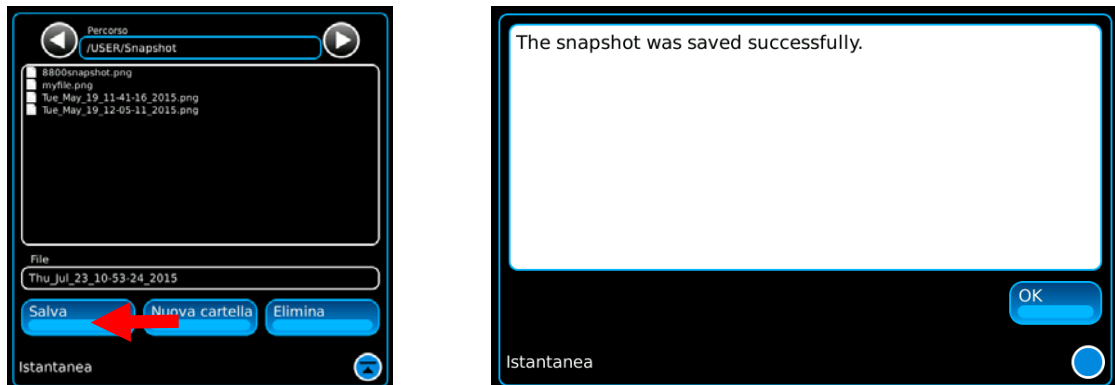 Percorso
/USER/Snapshot
8800snapshot.png
myfile.png
Tue_May_19_11-41-16_2015.png
Tue_May_19_12-05-11_2015.png
File
Thu_Jul_23_10-53-24_2015
Salva
Nuova cartella
Elimina
Istantanea
The snapshot was saved successfully.
OK
Istantanea